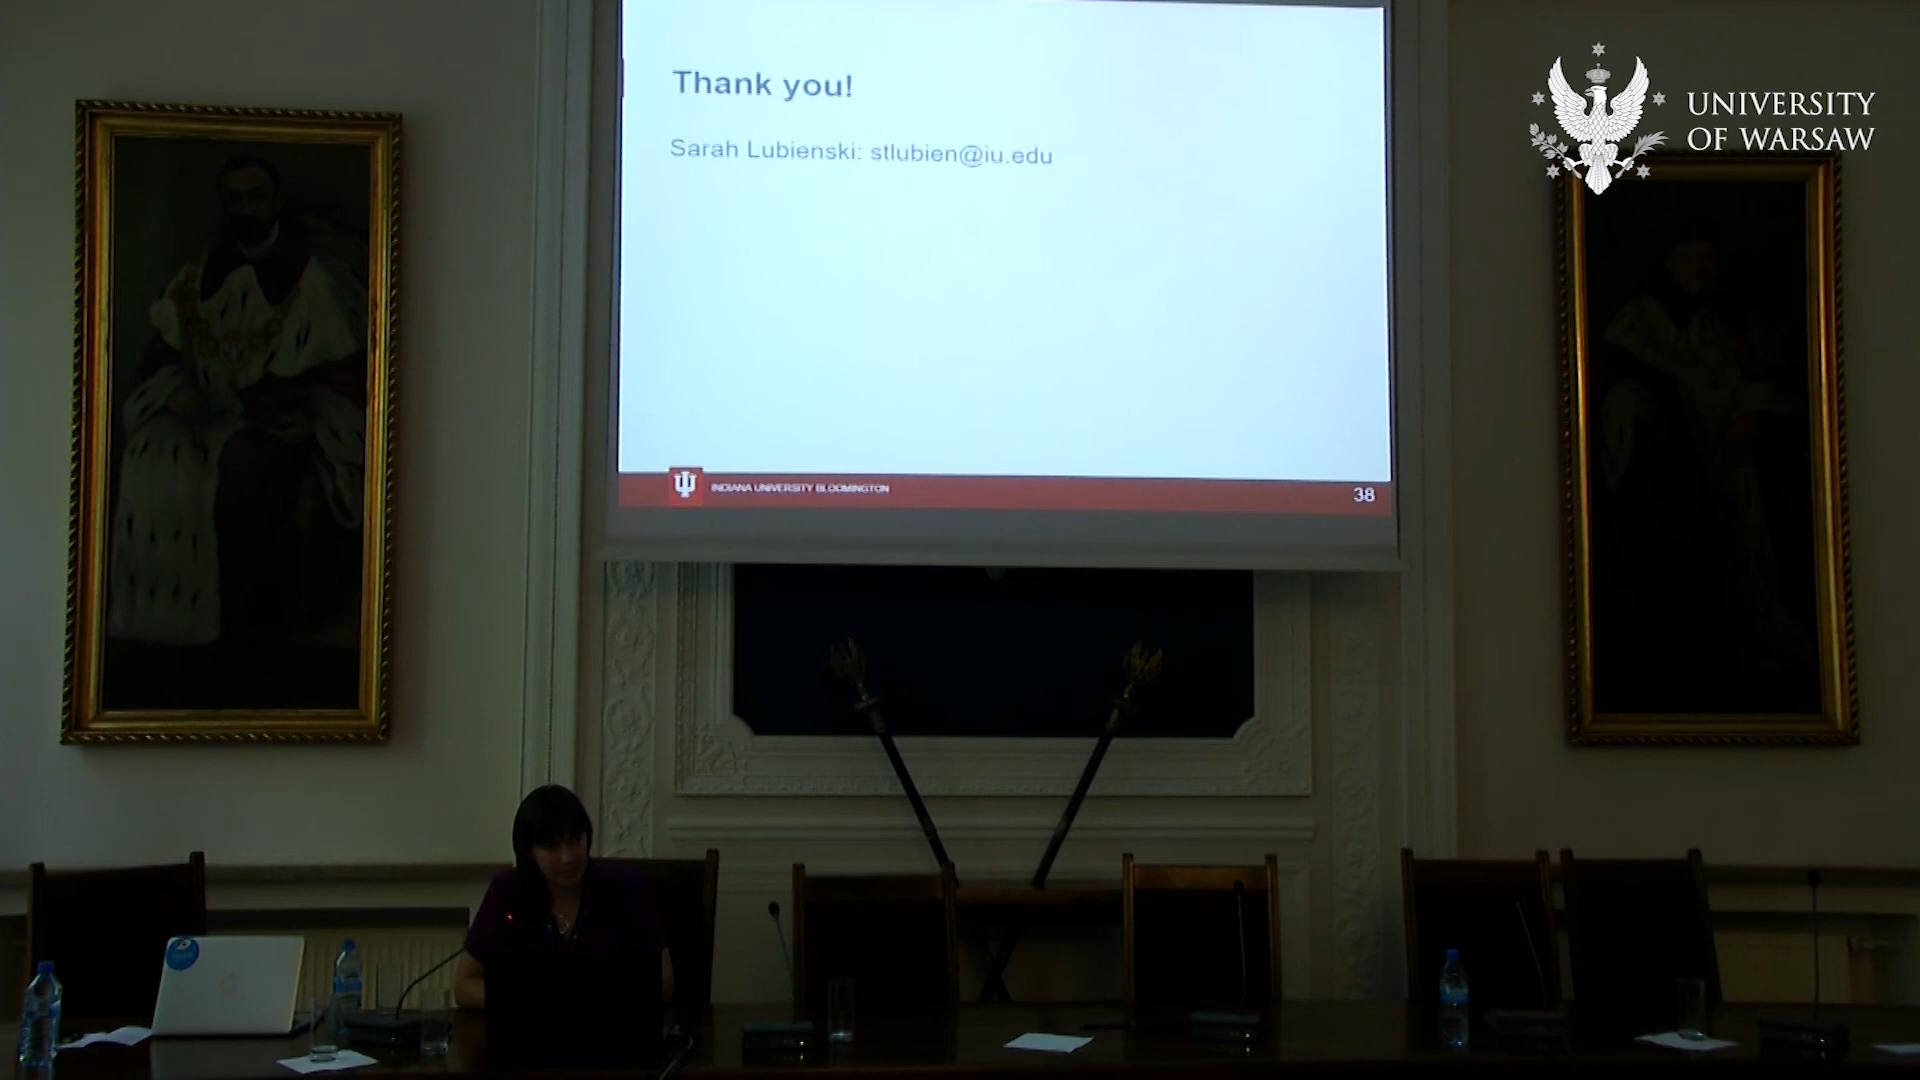 Thank you!
Sarah Lubienski: stlubien@iu.edu
INDIANA UNIVERSITY BLOOMINGTON
38
UNIVERSITY
OF WARSAW